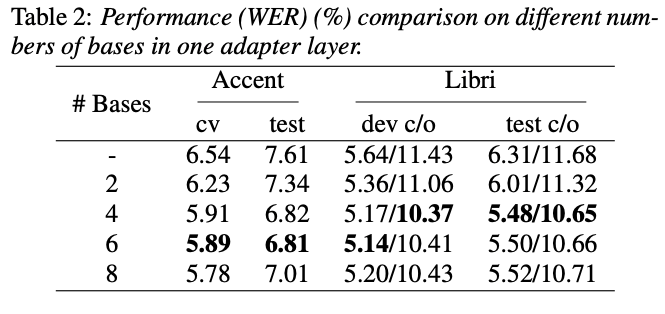 Table 2: Performance (WER) (%) comparison on different num-
bers of bases in one adapter layer.
# Bases Accent Libri
cv test dev c/o test c/o
- 6.54 7.61 5.64/11.43 6.31/11.68
2 6.23 7.34 5.36/11.06 6.01/11.32
4 5.91 6.82 5.17/10.37 5.48/10.65
6 5.89 6.81 5.14/10.41 5.50/10.66
8 5.78 7.01 5.20/10.43 5.52/10.71